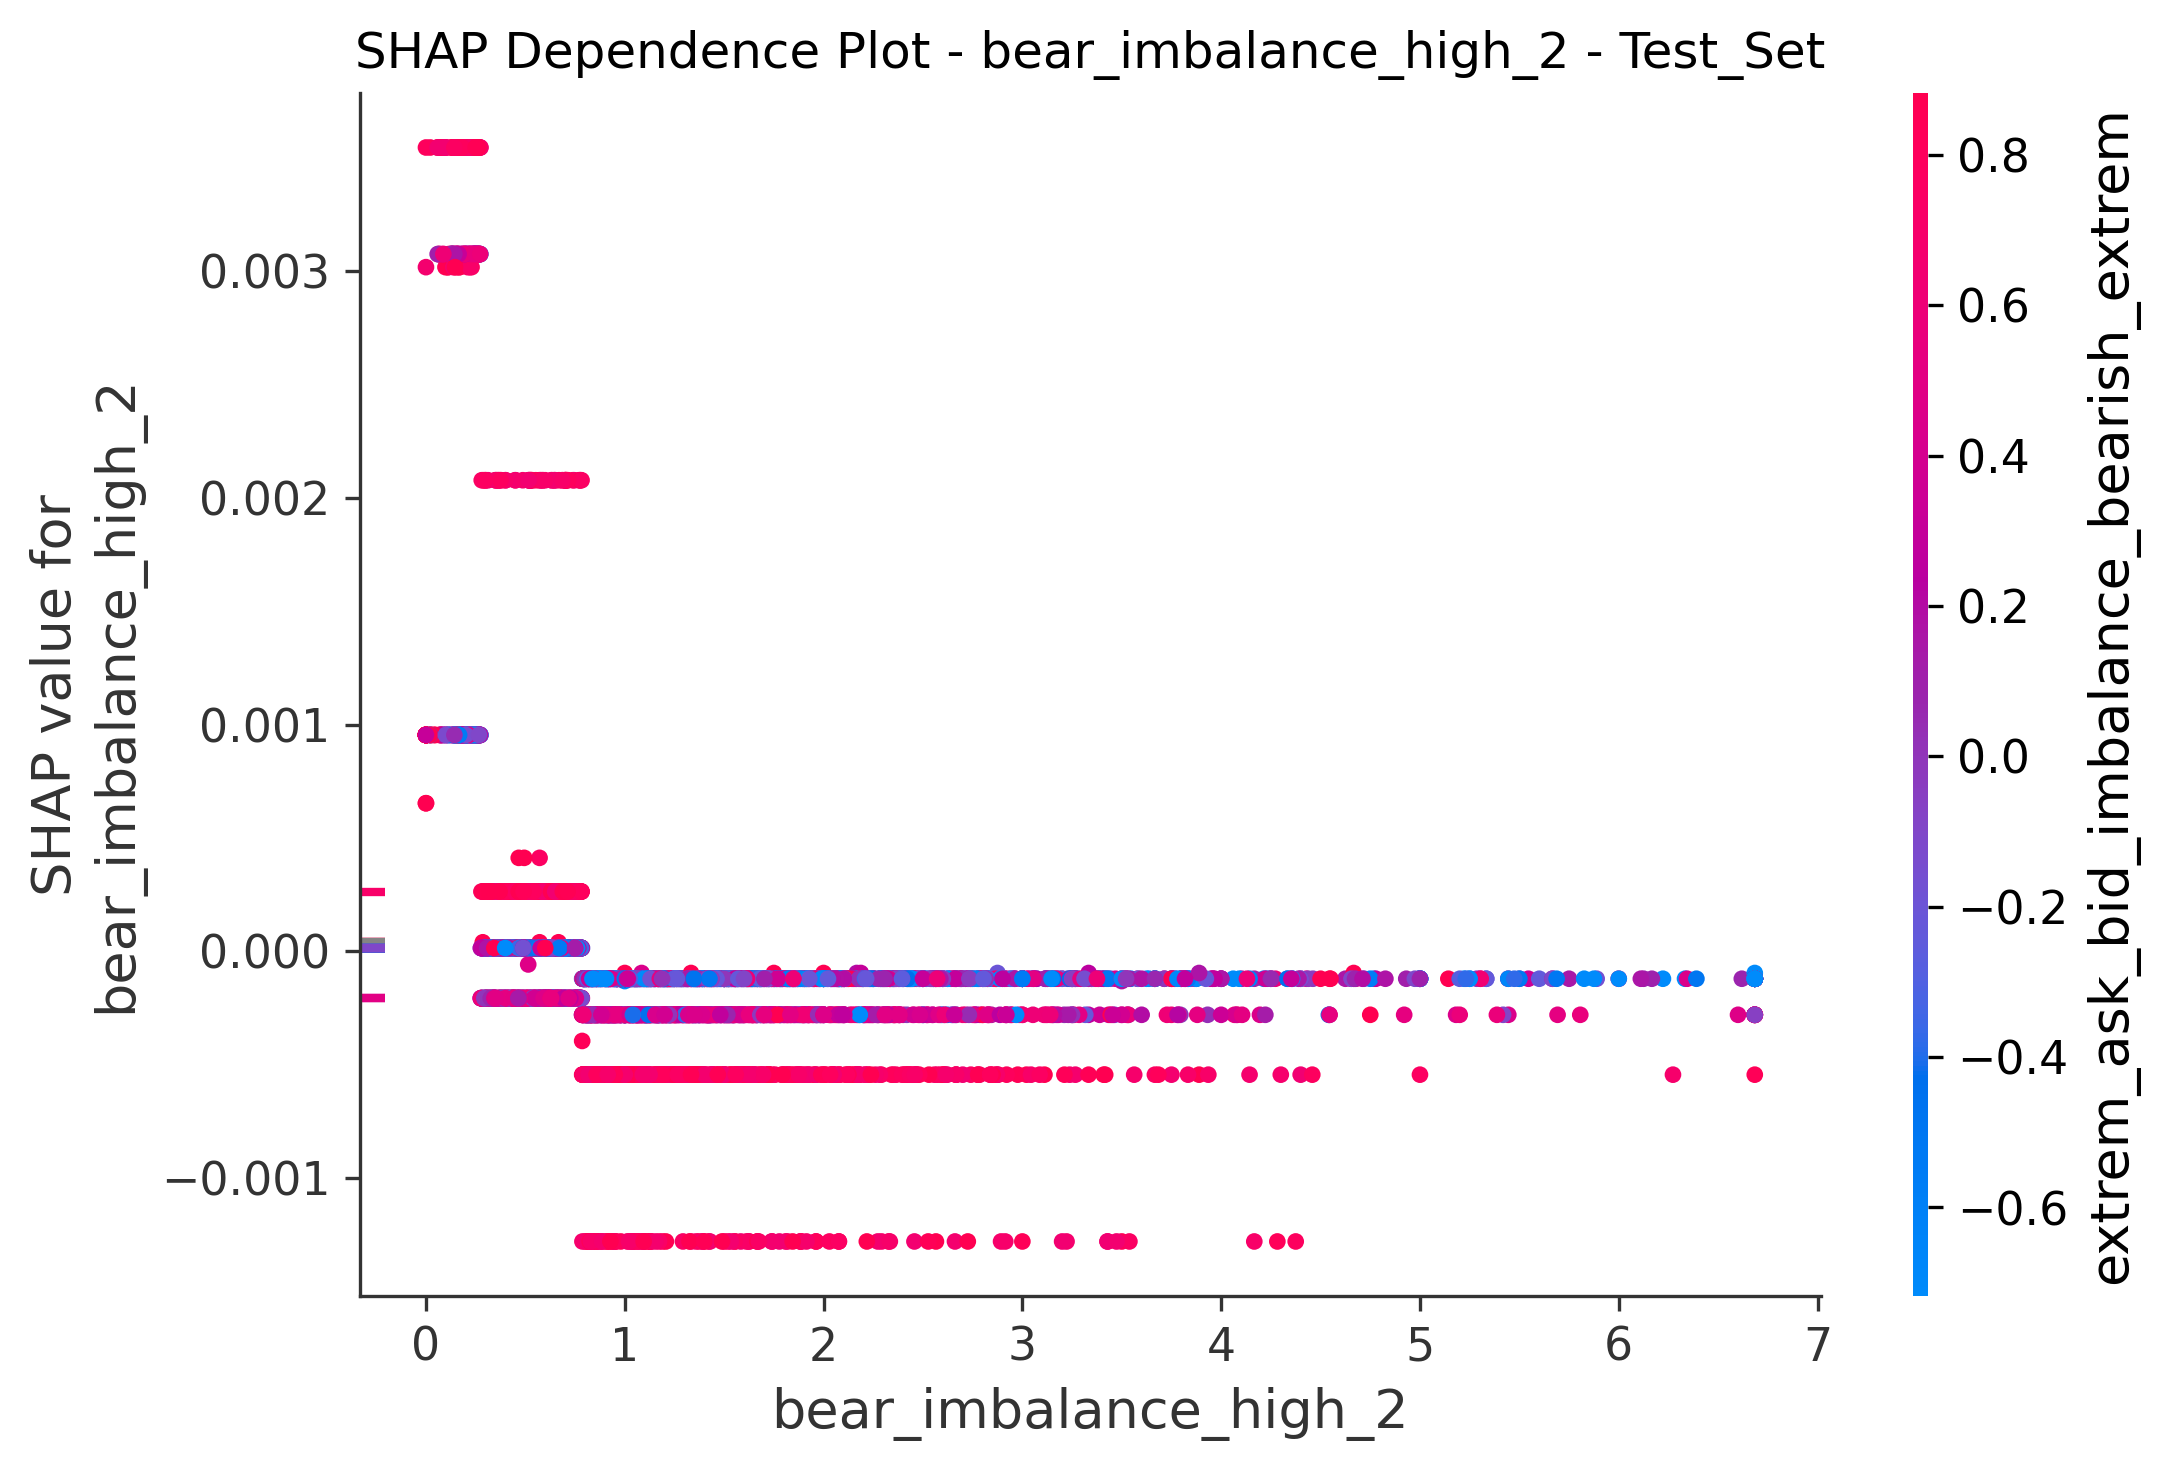 SHAP Dependence Plot - bear_imbalance_high_2 - Test_Set
SHAP value for
bear_imbalance_high_2
0.003
0.002
0.001
0.000
−0.001
0 1 2 3 4 5 6 7
bear_imbalance_high_2
0.8
0.6
0.4
0.2
0.0
−0.2
−0.4
−0.6
extrem_ask_bid_imbalance_bearish_extrem